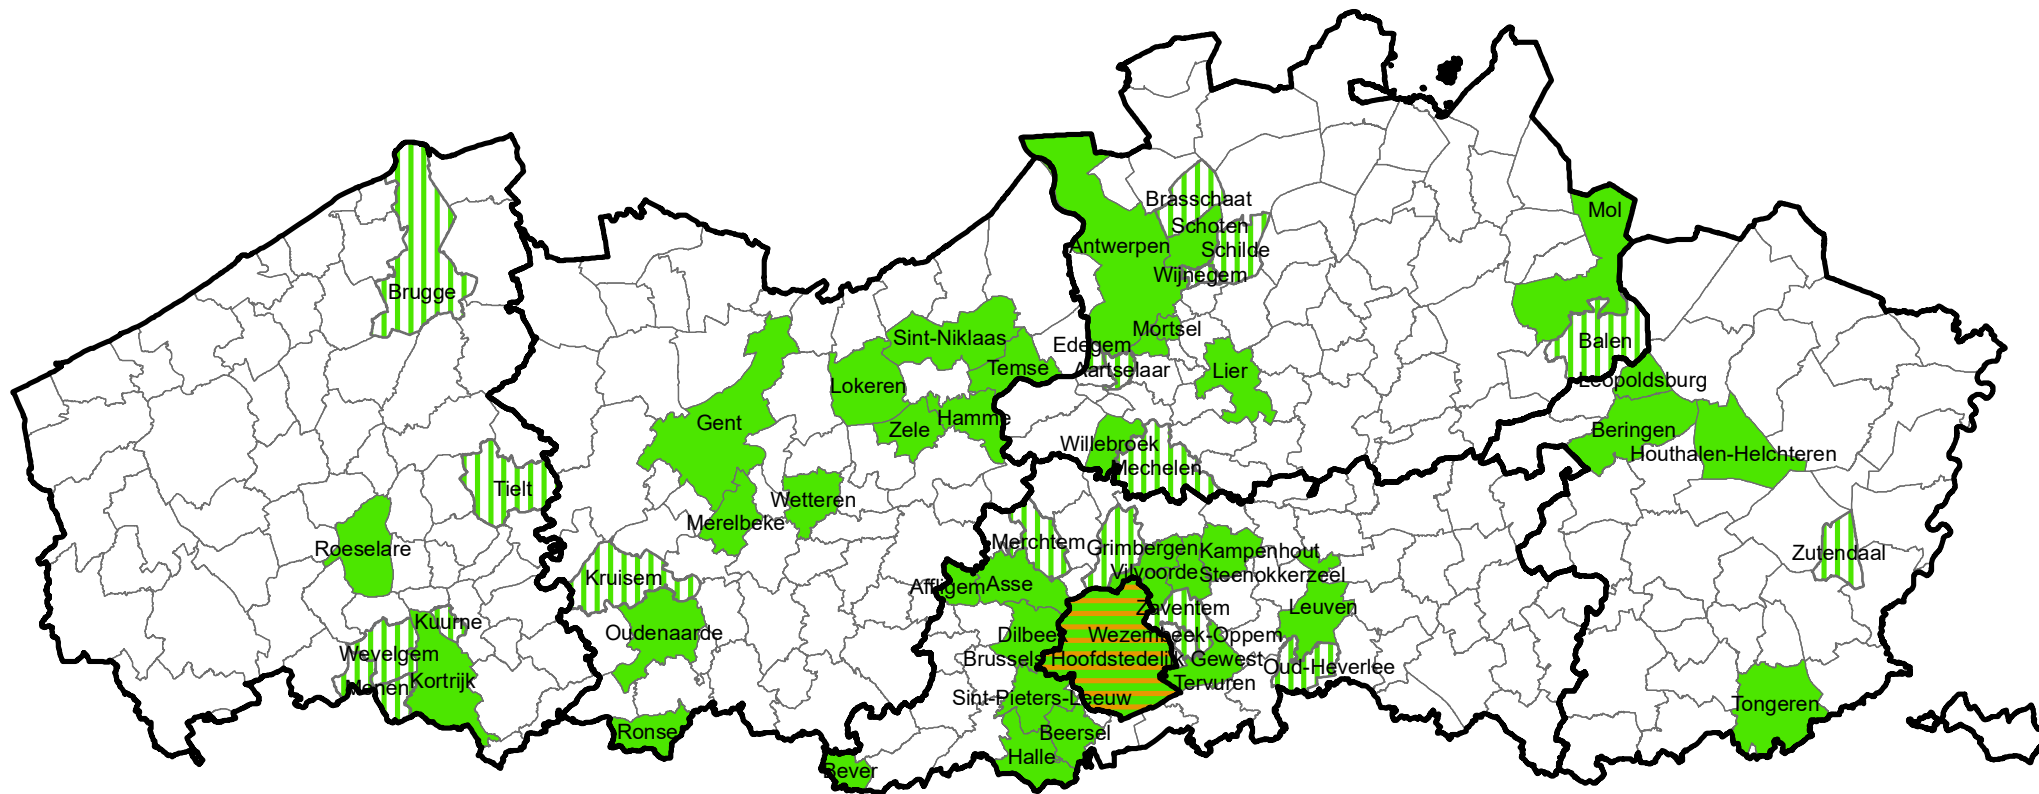 Mol
Brasschaat
Schoten
Antwerpen
Schilde
Wijnegem
Brugge
Mortsel
Sint-Niklaas
Edegem
Balen
Temse
Aartselaar
Lier
Leopoldsburg
Lokeren
Hamme
Gent
Zele
Beringen
Willebroek
Houthalen-Helchteren
Mechelen
Tielt
Wetteren
Merelbeke
Merchtem
Roeselare
Grimbergen
Kampenhout
Zutendaal
Vilvoorde
Steenokkerzeel
Kruisem
Affligem
Asse
Zaventem
Leuven
Kuurne
Oudenaarde
Dilbeek
Wezembeek-Oppem
Wevelgem
Brussels Hoofdstedelijk Gewest
Oud-Heverlee
Menen
Kortrijk
Tervuren
Sint-Pieters-Leeuw
Tongeren
Ronse
Beersel
Halle
Bever